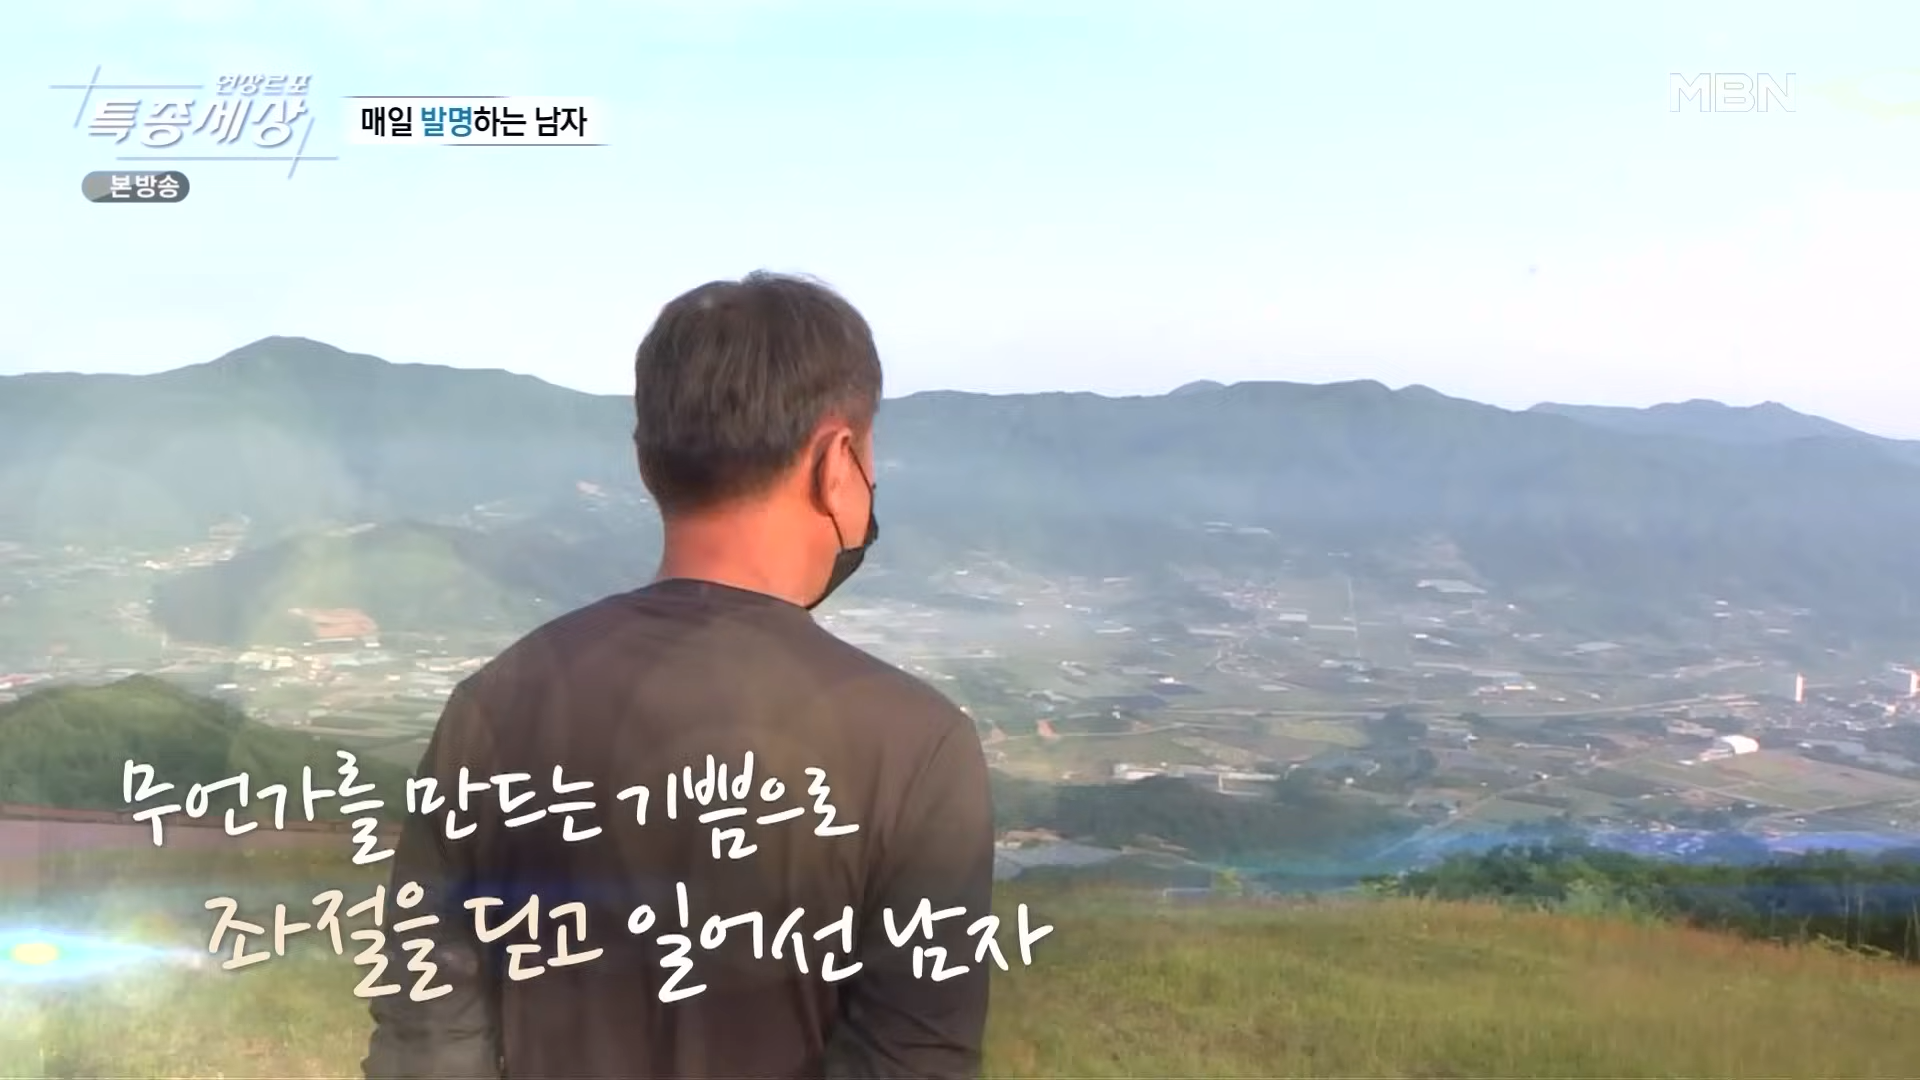 현장르포
특종세상
매일 발명하는 남자
MBN
본방송
무언가를 만드는 기쁨으로
좌절을 딛고 일어선 남자